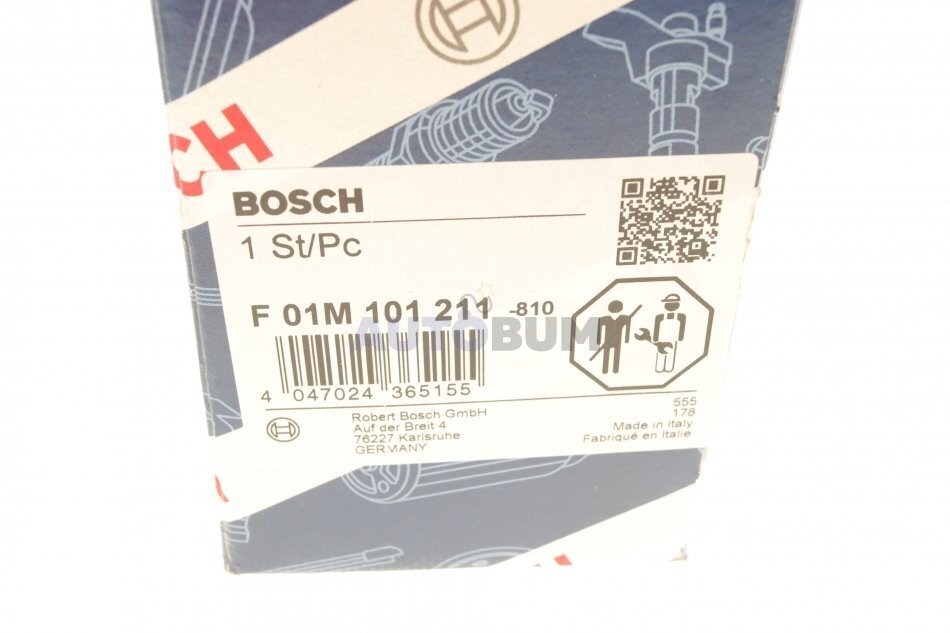 CH
BOSCH
1 St/Pc
F 01M 101 211 -810
AUTOBUM
4 047024 365155
Robert Bosch GmbH
Auf der Breit 4
76227 Karlsruhe
GERMANY
555
178
Made in Italy
Fabriqué en Italie